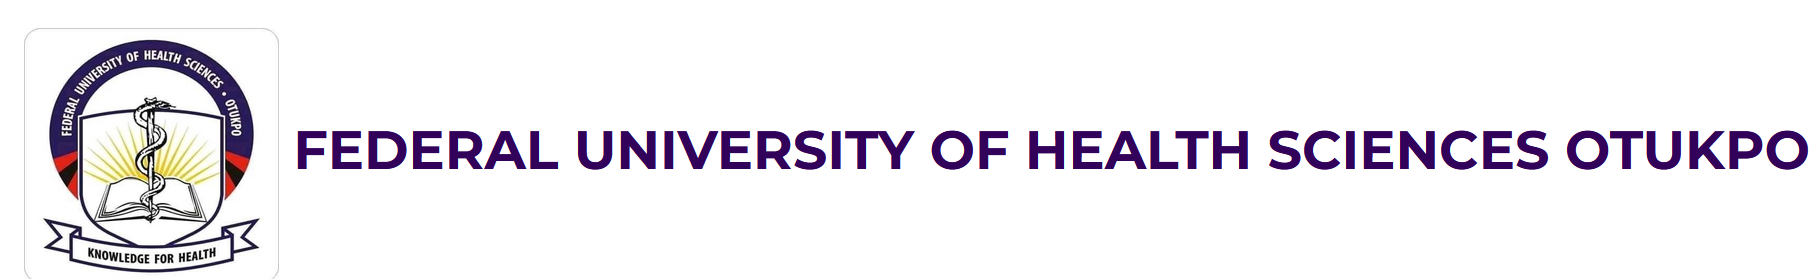 FEDERAL UNIVERSITY OF HEALTH SCIENCES • OTUKPO
KNOWLEDGE FOR HEALTH
FEDERAL UNIVERSITY OF HEALTH SCIENCES OTUKPO